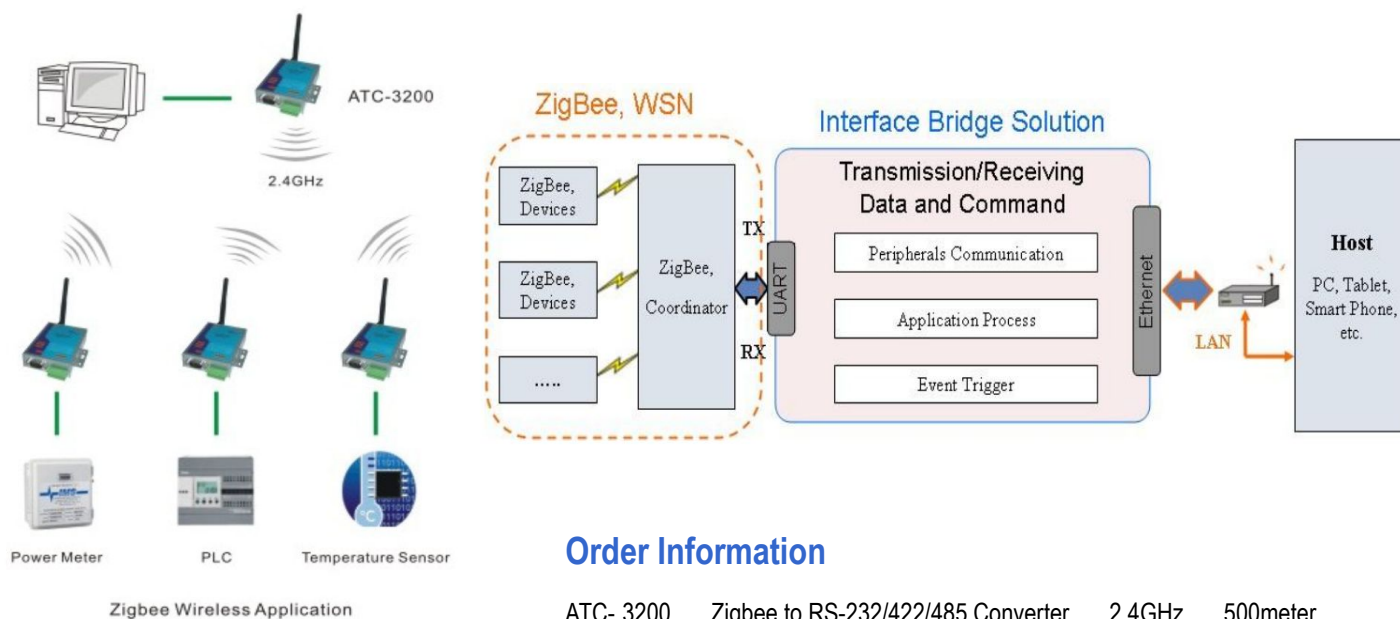 ATC-3200
2.4GHz
Power Meter
PLC
Temperature Sensor
Zigbee Wireless Application
ZigBee, WSN
ZigBee,
Devices
ZigBee,
Devices
.....
ZigBee,
Coordinator
TX
RX
Interface Bridge Solution
UART
Transmission/Receiving
Data and Command
Peripherals Communication
Application Process
Event Trigger
Ethernet
LAN
Host
PC, Tablet,
Smart Phone,
etc.
Order Information
ATC- 3200 Zigbee to RS-232/422/485 Converter 2.4GHz 500meter